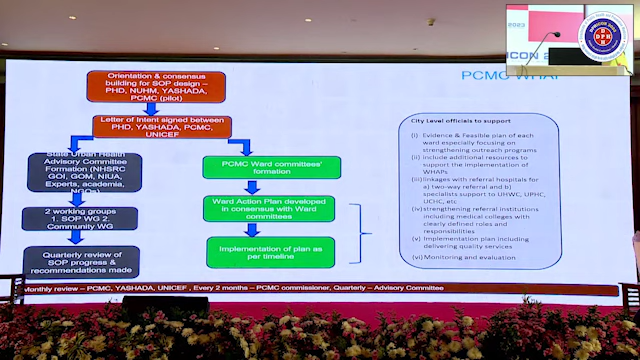 2023
DPHICON 2023
DPH
PCMC WHAP
Orientation & consensus
building for SOP design –
PHD, NUHM, YASHADA,
PCMC (pilot)
Letter of Intent signed between
PHD, YASHADA, PCMC,
UNICEF
State Urban Health
Advisory Committee
Formation (NHSRC
GOI, GOM, NIUA,
Experts, academia,
NGOs)
2 working groups
1. SOP WG 2.
Community WG
Quarterly review of
SOP progress &
recommendations made
PCMC Ward committees'
formation
Ward Action Plan developed
in consensus with Ward
committees
Implementation of plan as
per timeline
City Level officials to support
(i) Evidence & Feasible plan of each
ward especially focusing on
strengthening outreach programs
(ii) Include additional resources to
support the implementation of
WHAPs
(iii) linkages with referral hospitals for
a) two-way referral and b)
specialists support to UHWC, UPHC,
UCHC, etc
(iv) strengthening referral institutions
including medical colleges with
clearly defined roles and
responsibilities
(v) Implementation plan including
delivering quality services
(vi) Monitoring and evaluation
Monthly review – PCMC, YASHADA, UNICEF , Every 2 months – PCMC commissioner, Quarterly – Advisory Committee